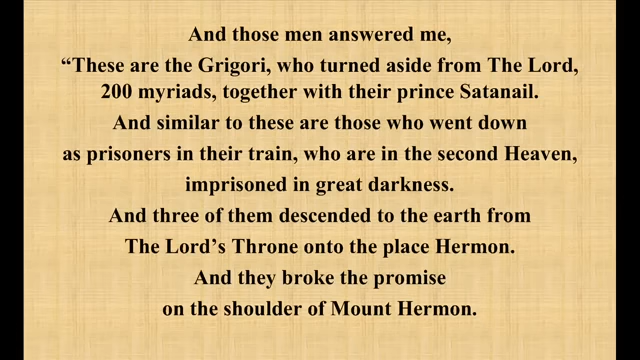 And those men answered me,
“These are the Grigori, who turned aside from The Lord,
200 myriads, together with their prince Satanail.
And similar to these are those who went down
as prisoners in their train, who are in the second Heaven,
imprisoned in great darkness.
And three of them descended to the earth from
The Lord’s Throne onto the place Hermon.
And they broke the promise
on the shoulder of Mount Hermon.